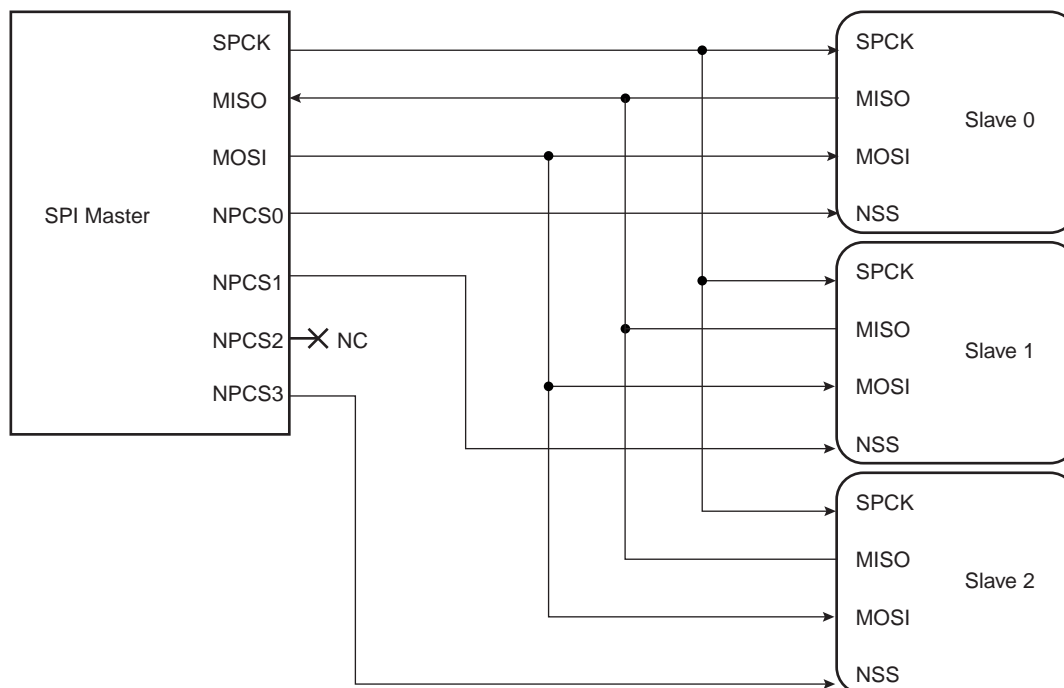 SPI Master
SPCK
MISO
MOSI
NPCS0
NPCS1
NPCS2
NC
NPCS3
SPCK
MISO
Slave 0
MOSI
NSS
SPCK
MISO
Slave 1
MOSI
NSS
SPCK
MISO
Slave 2
MOSI
NSS